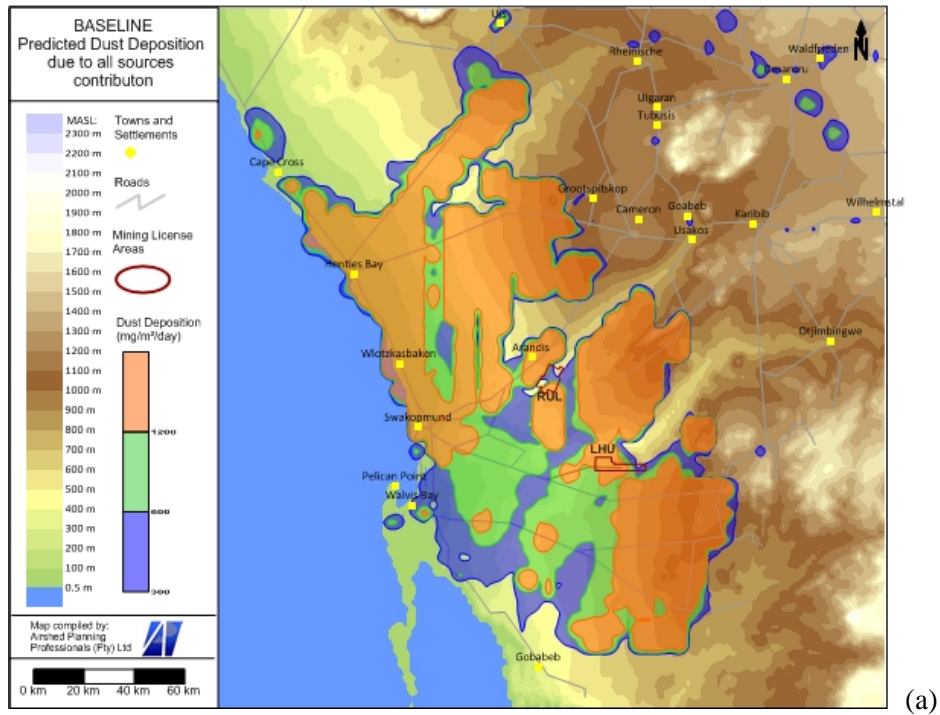 BASELINE
Predicted Dust Deposition
due to all sources
contributon
MASL:
2300 m
2200 m
2100 m
2000 m
1900 m
1800 m
1700 m
1600 m
1500 m
1400 m
1300 m
1200 m
1100 m
1000 m
900 m
800 m
700 m
600 m
500 m
400 m
300 m
200 m
100 m
0.5 m
Towns and
Settlements
Roads
Mining License
Areas
Dust Deposition
(mg/m²/day)
1200
600
300
Map compiled by:
Airshed Planning
Professionals (Pty) Ltd
0 km 20 km 40 km 60 km
N
Uis
Rheinische
Waldfrieden
Omaruru
Uigaran
Tubusis
Cape Cross
Grootspitskop
Cameron
Goabeb
Usakos
Karibib
Wilhelmstal
Henties Bay
Otjimbingwe
Arandis
Wlotzkasbaken
RUL
Swakopmund
LHU
Pelican Point
Walvis Bay
Gobabeb
(a)